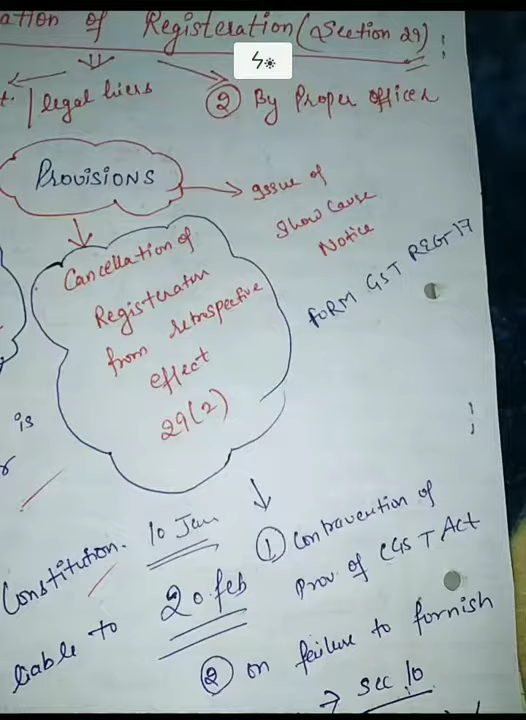 ation of Registeration (Section 29)
t. | legal hiers
② By Proper officer
PROVISIONS
Issue of
Show Cause
Notice
FORM GST REG 17
Cancellation of
Registeration
from retrospective
effect
29(2)
is
Constitution. 10 Jan
liable to 20 feb
① Contravention of
Prov. of CGST Act
② on failure to fornish
→ Sec 10